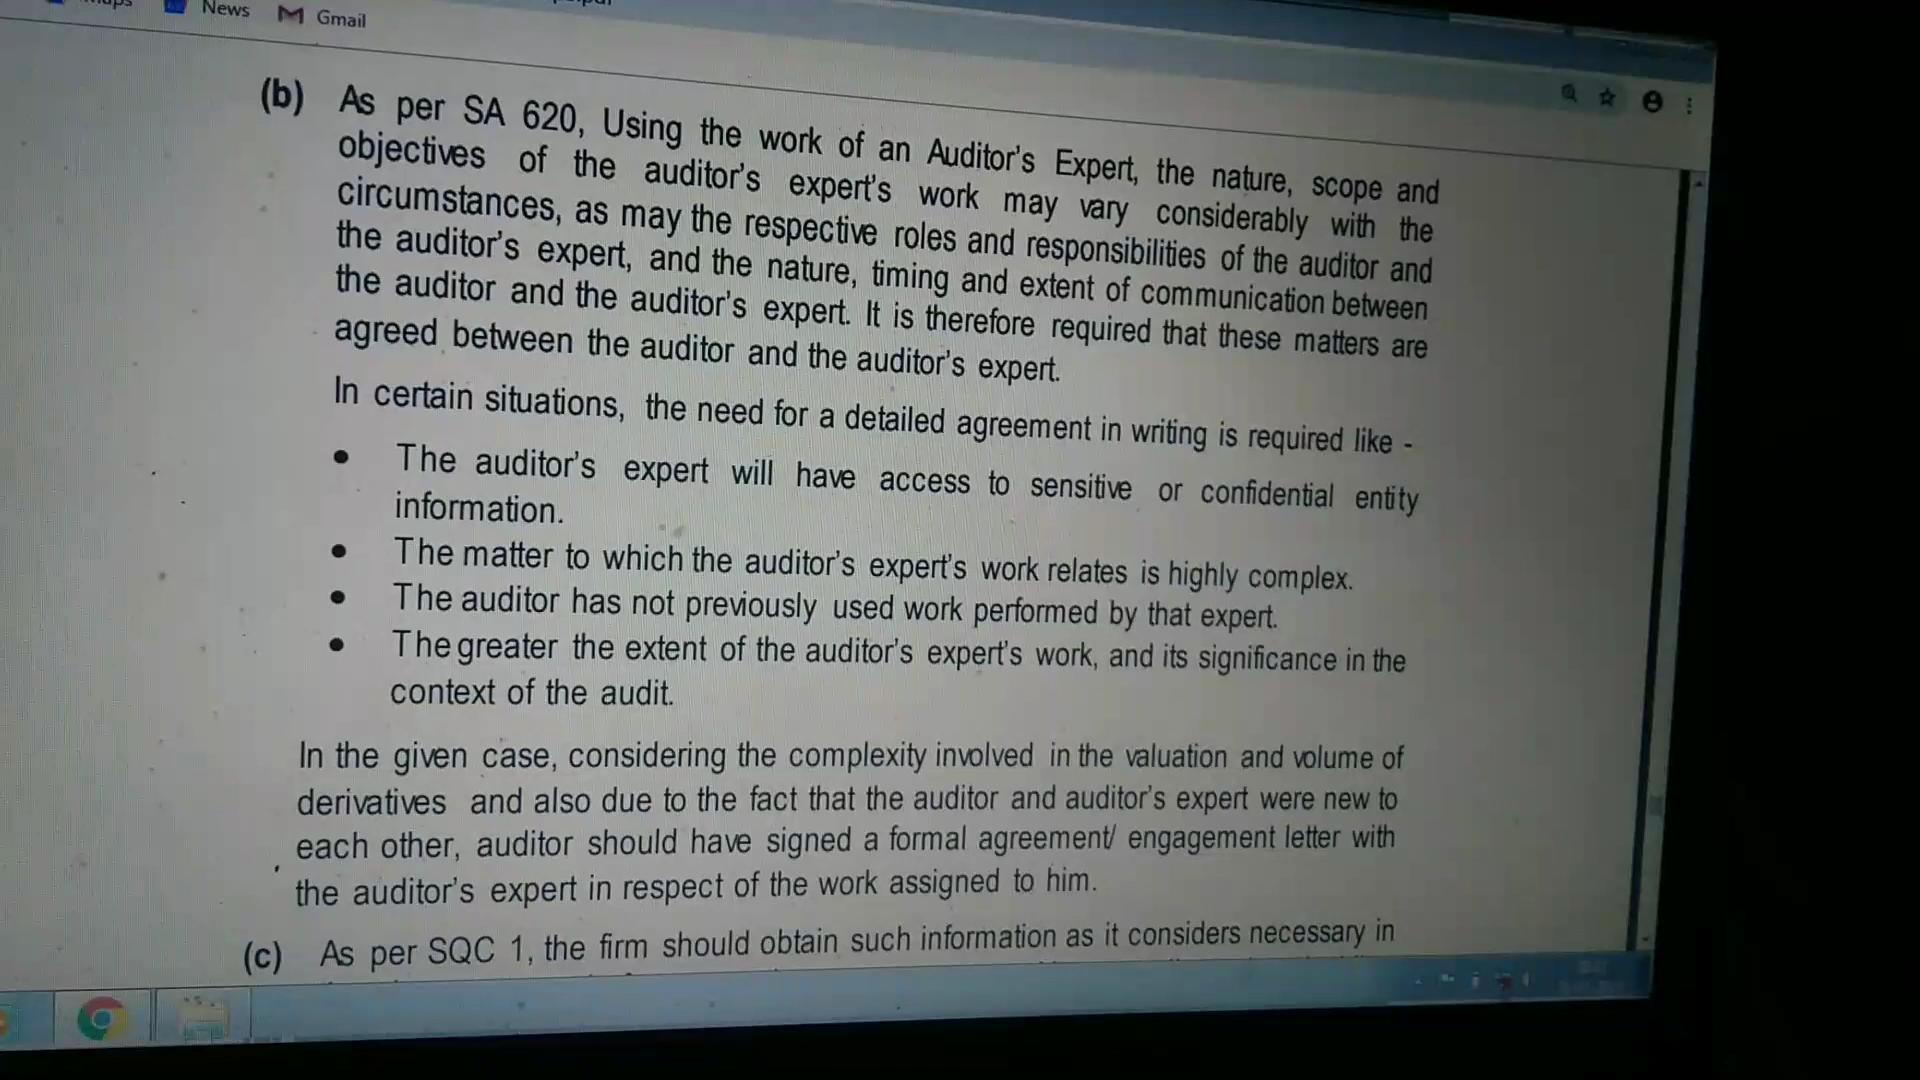 News
Gmail
(b) As per SA 620, Using the work of an Auditor's Expert, the nature, scope and
objectives of the auditor's expert's work may vary considerably with the
circumstances, as may the respective roles and responsibilities of the auditor and
the auditor's expert, and the nature, timing and extent of communication between
the auditor and the auditor's expert. It is therefore required that these matters are
agreed between the auditor and the auditor's expert.
In certain situations, the need for a detailed agreement in writing is required like -
• The auditor's expert will have access to sensitive or confidential entity
information.
• The matter to which the auditor's expert's work relates is highly complex.
• The auditor has not previously used work performed by that expert.
• The greater the extent of the auditor's expert's work, and its significance in the
context of the audit.
In the given case, considering the complexity involved in the valuation and volume of
derivatives and also due to the fact that the auditor and auditor's expert were new to
each other, auditor should have signed a formal agreement/ engagement letter with
the auditor's expert in respect of the work assigned to him.
(c) As per SQC 1, the firm should obtain such information as it considers necessary in